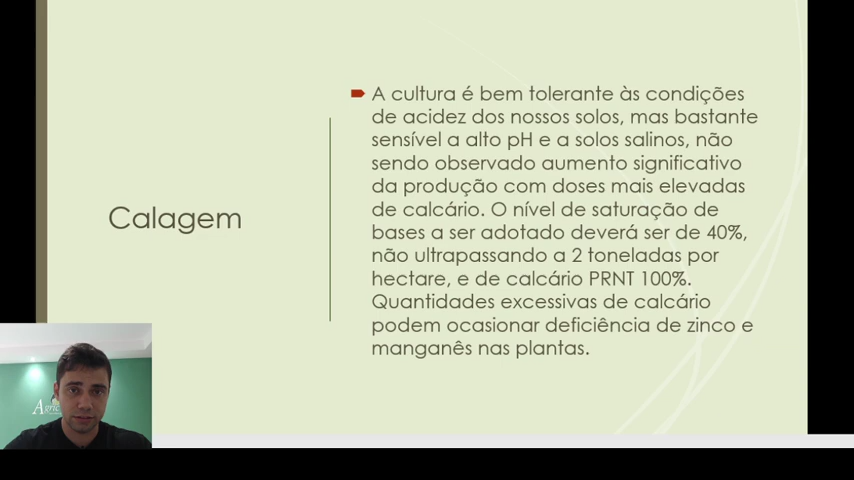 Calagem
A cultura é bem tolerante às condições
de acidez dos nossos solos, mas bastante
sensível a alto pH e a solos salinos, não
sendo observado aumento significativo
da produção com doses mais elevadas
de calcário. O nível de saturação de
bases a ser adotado deverá ser de 40%,
não ultrapassando a 2 toneladas por
hectare, e de calcário PRNT 100%.
Quantidades excessivas de calcário
podem ocasionar deficiência de zinco e
manganês nas plantas.